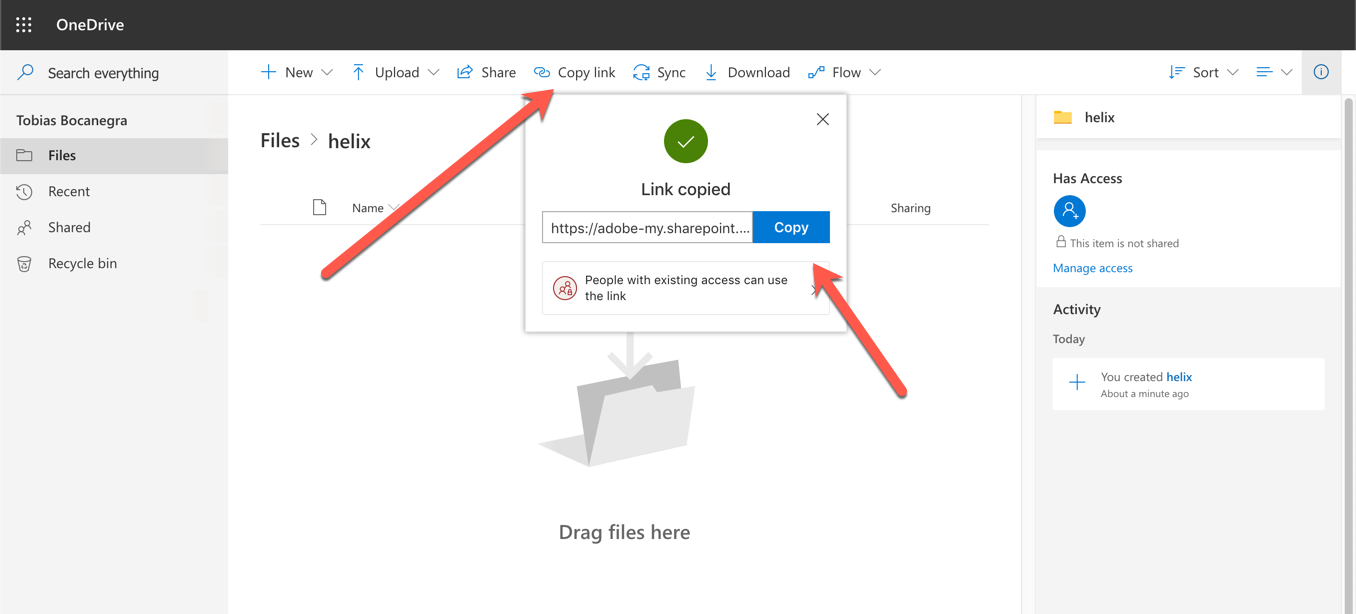 OneDrive
Search everything
New
Upload
Share
Copy link
Sync
Download
Flow
Sort
Tobias Bocanegra
Files
Recent
Shared
Recycle bin
Files > helix
Name
Sharing
Link copied
https://adobe-my.sharepoint....
Copy
People with existing access can use
the link
Drag files here
helix
Has Access
This item is not shared
Manage access
Activity
Today
You created helix
About a minute ago